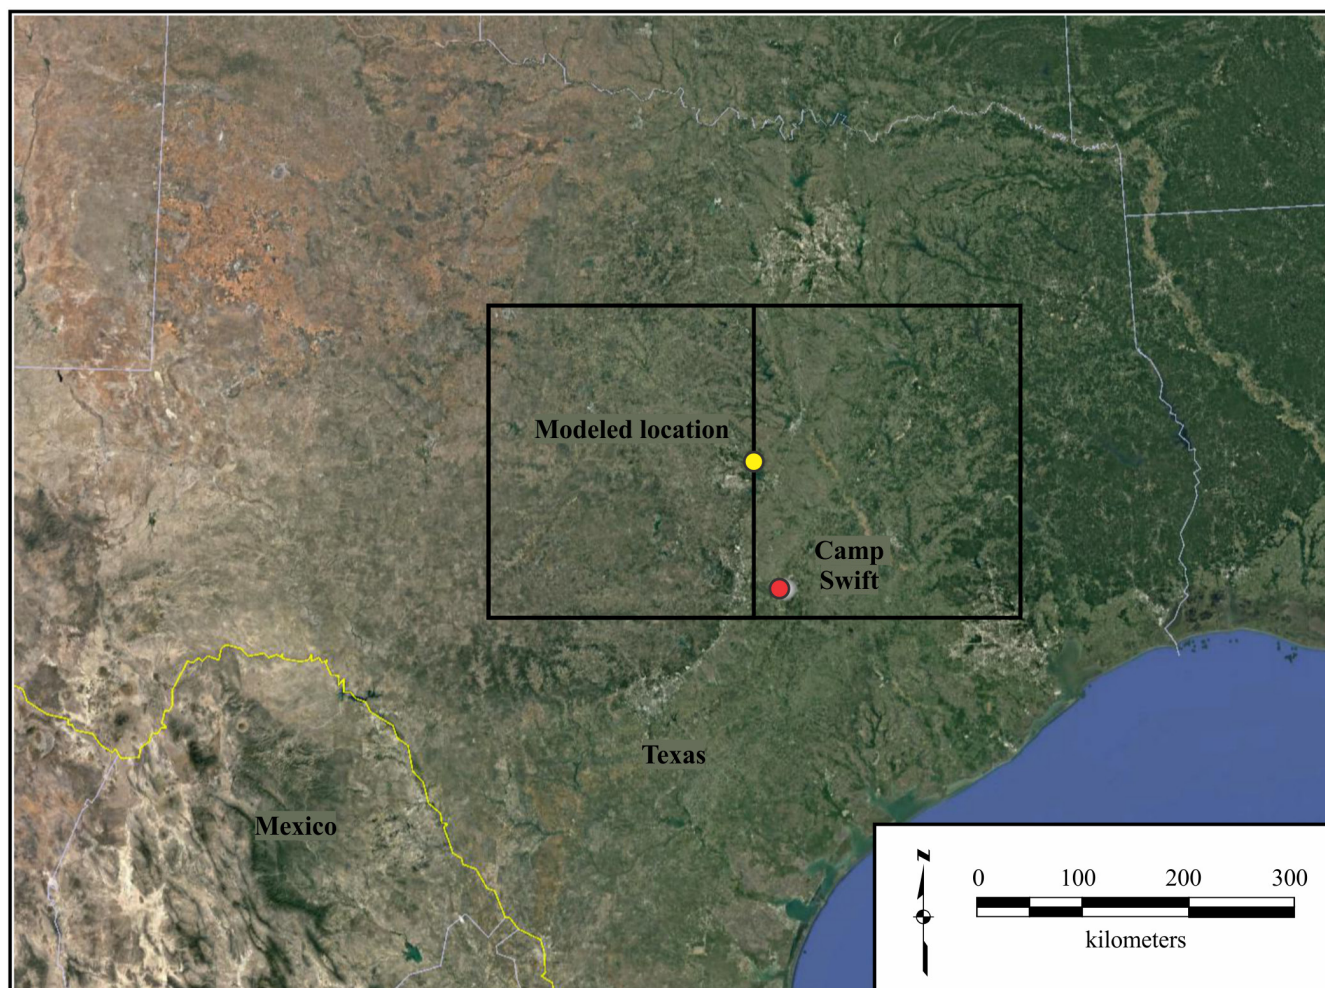 Modeled location
Camp
Swift
Texas
Mexico
N
0 100 200 300
kilometers